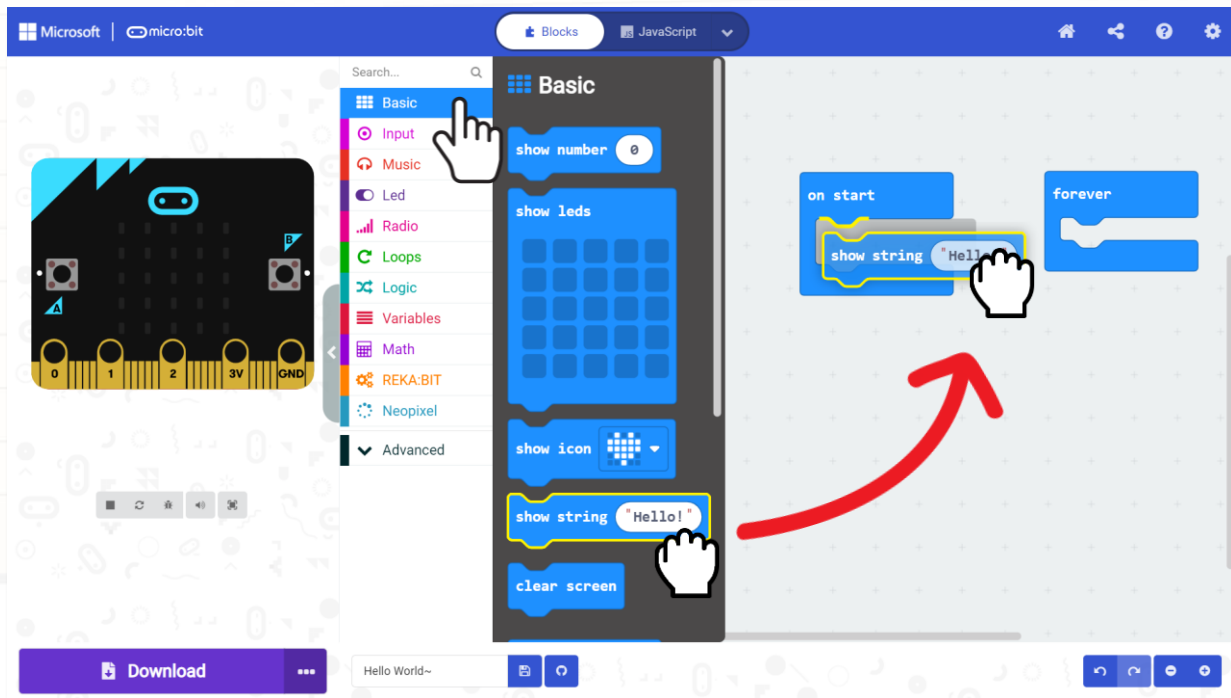 Microsoft micro:bit
Blocks
JS JavaScript
Search...
Basic
Input
Music
Led
Radio
Loops
Logic
Variables
Math
REKA:BIT
Neopixel
Advanced
Basic
show number 0
show leds
show icon
show string "Hello!"
clear screen
on start
show string "Hello
forever
A
B
0 1 2 3V GND
Download
Hello World~